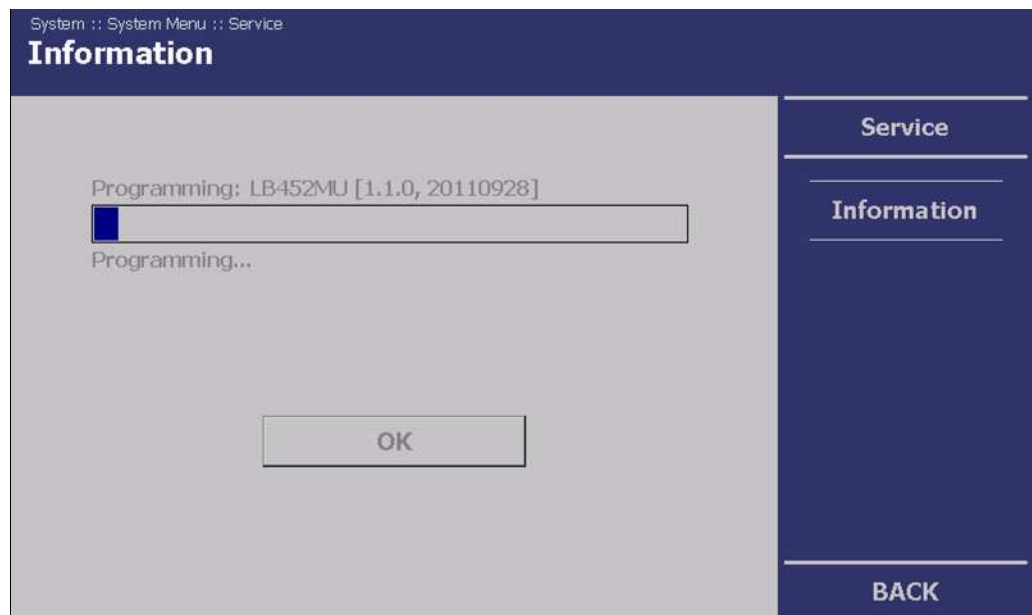 System :: System Menu :: Service
Information
Service
Programming: LB452MU [1.1.0, 20110928]
Information
Programming...
OK
BACK